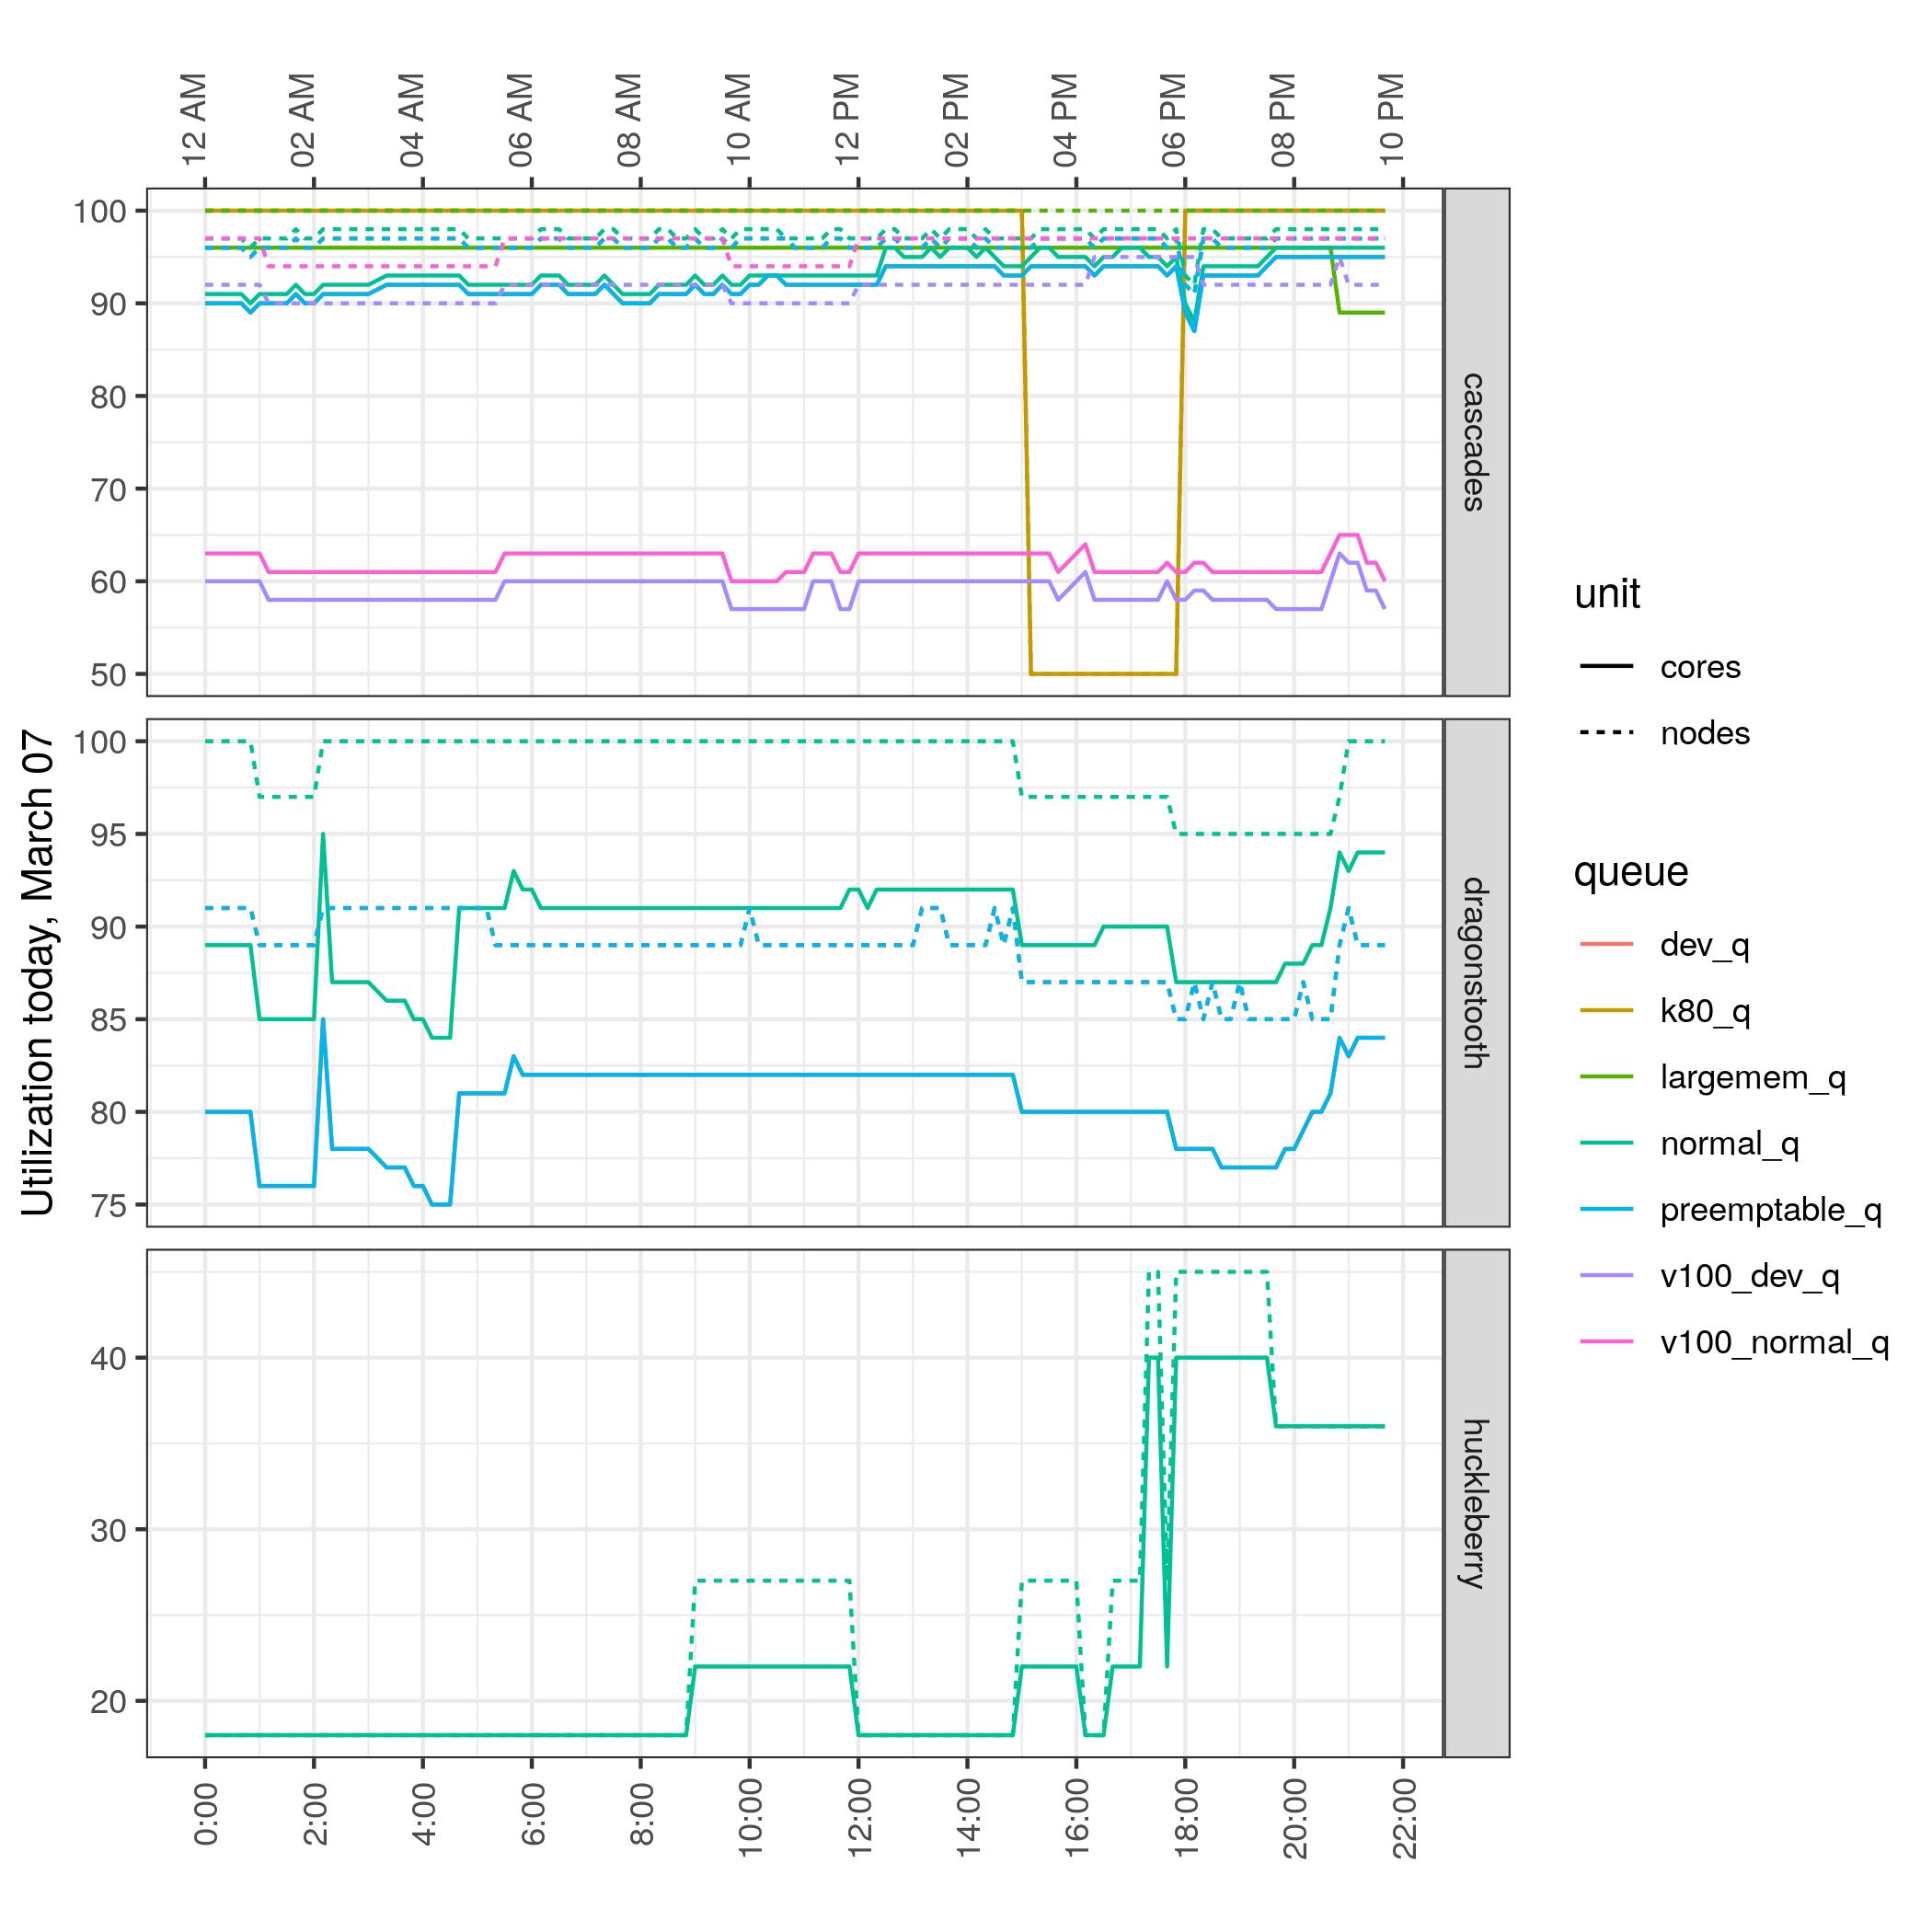 12 AM
02 AM
04 AM
06 AM
08 AM
10 AM
12 PM
02 PM
04 PM
06 PM
08 PM
10 PM
Utilization today, March 07
100
90
80
70
60
50
cascades
100
95
90
85
80
75
dragonstooth
40
30
20
huckleberry
0:00
2:00
4:00
6:00
8:00
10:00
12:00
14:00
16:00
18:00
20:00
22:00
unit
cores
nodes
queue
dev_q
k80_q
largemem_q
normal_q
preemptable_q
v100_dev_q
v100_normal_q